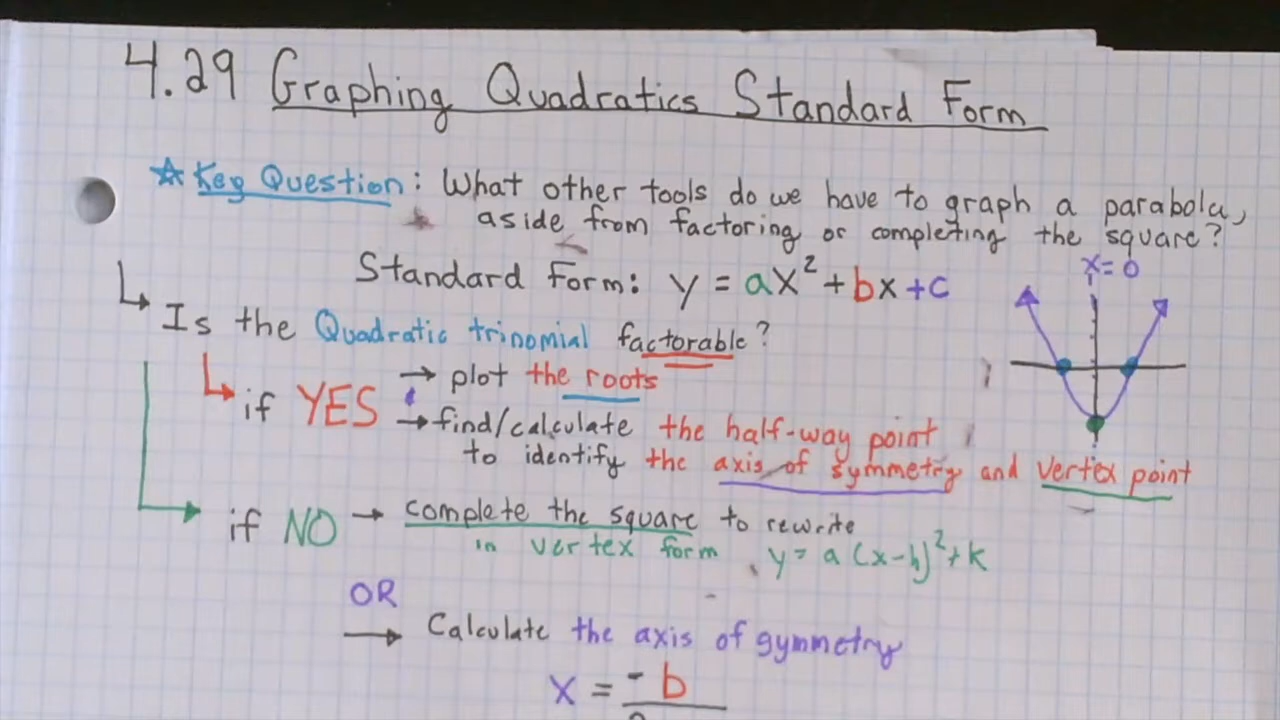 4.29 Graphing Quadratics Standard Form
☆ Key Question: What other tools do we have to graph a parabola,
aside from factoring or completing the square?
Standard Form: y = ax² + bx + c
x = 0
↳ Is the Quadratic trinomial factorable?
↳ if YES → plot the roots
→ find/calculate the half-way point
to identify the axis of symmetry and vertex point
→ if NO → complete the square to rewrite
in vertex form y = a(x-h)²+k
OR
→ Calculate the axis of symmetry
x = -b